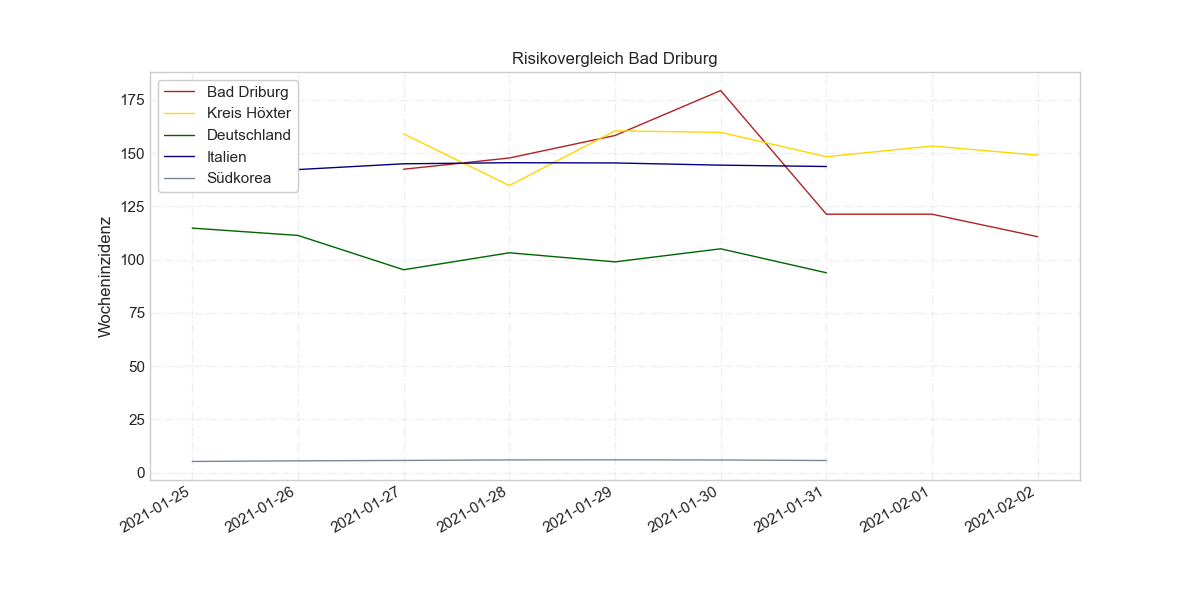 Risikovergleich Bad Driburg
Bad Driburg
Kreis Höxter
Deutschland
Italien
Südkorea
Wocheninzidenz
175
150
125
100
75
50
25
0
2021-01-25
2021-01-26
2021-01-27
2021-01-28
2021-01-29
2021-01-30
2021-01-31
2021-02-01
2021-02-02